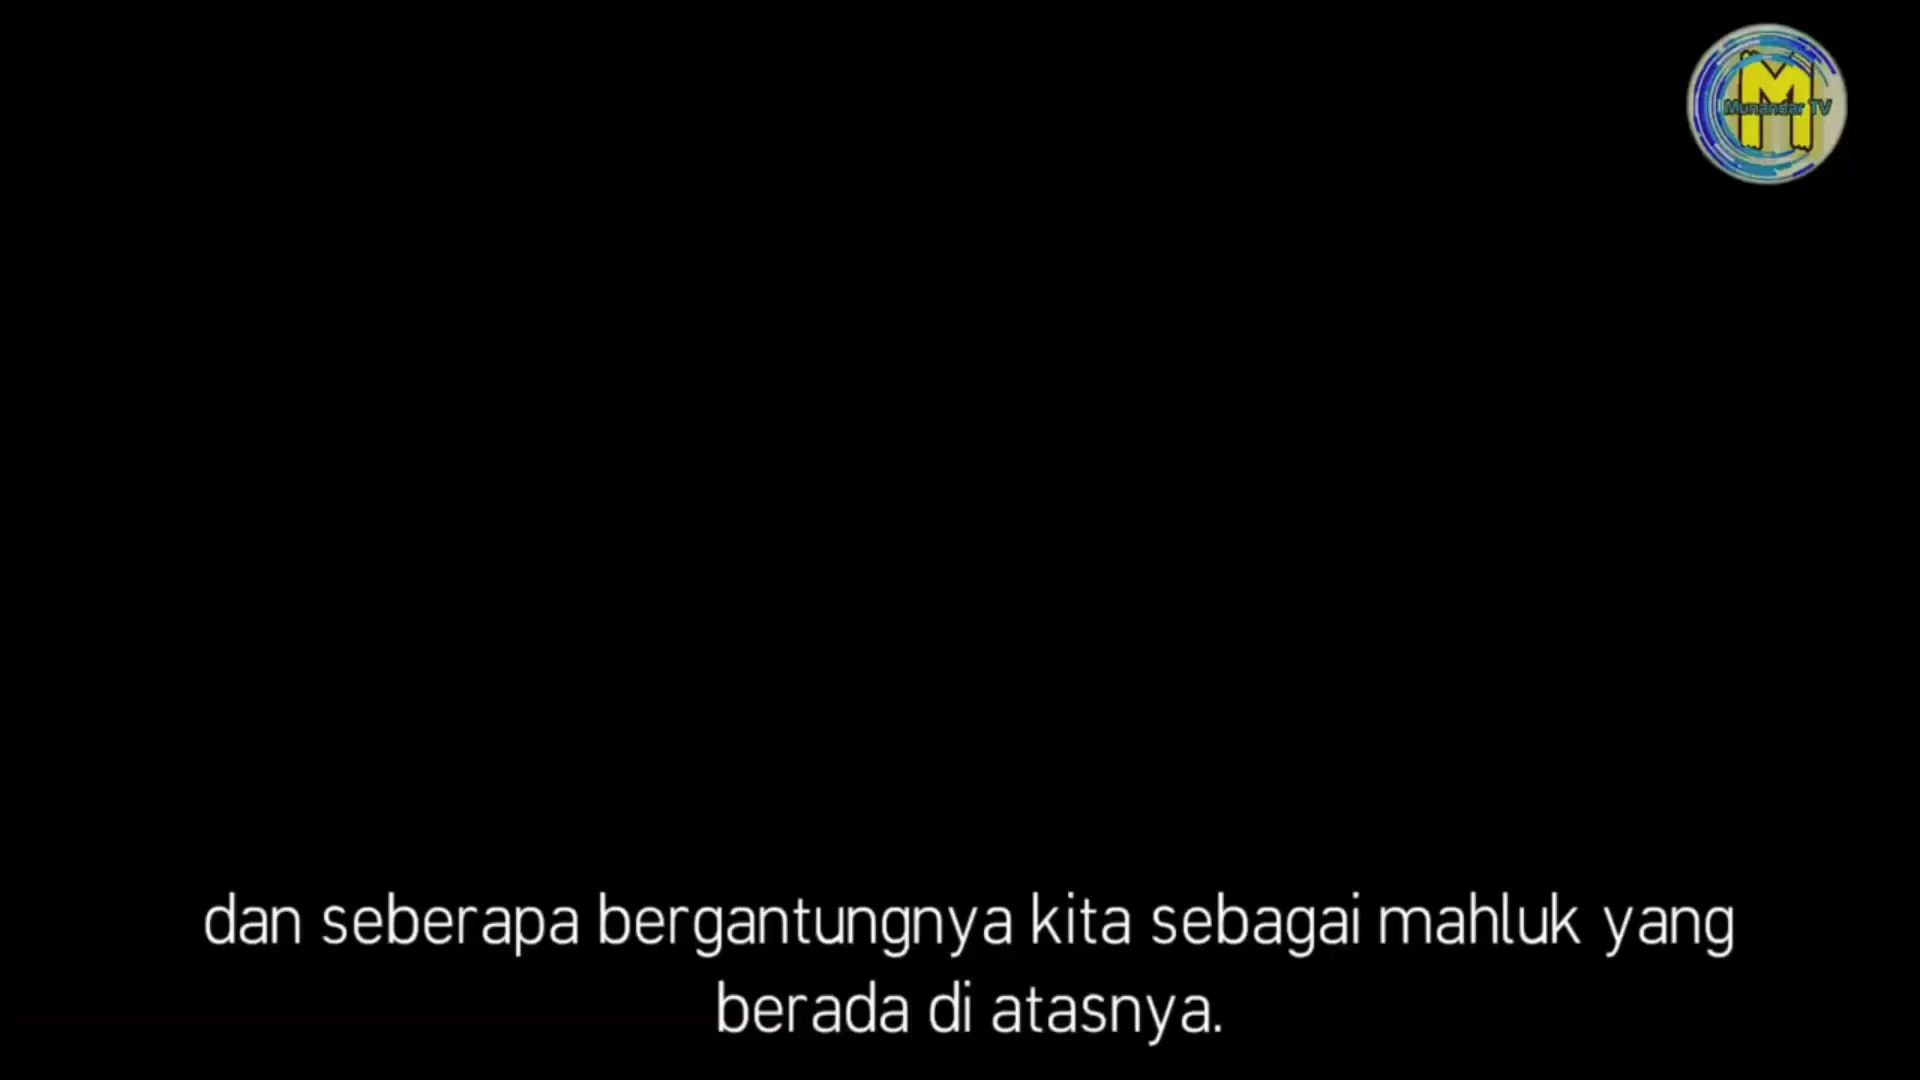 M
Munandar TV
dan seberapa bergantungnya kita sebagai mahluk yang
berada di atasnya.